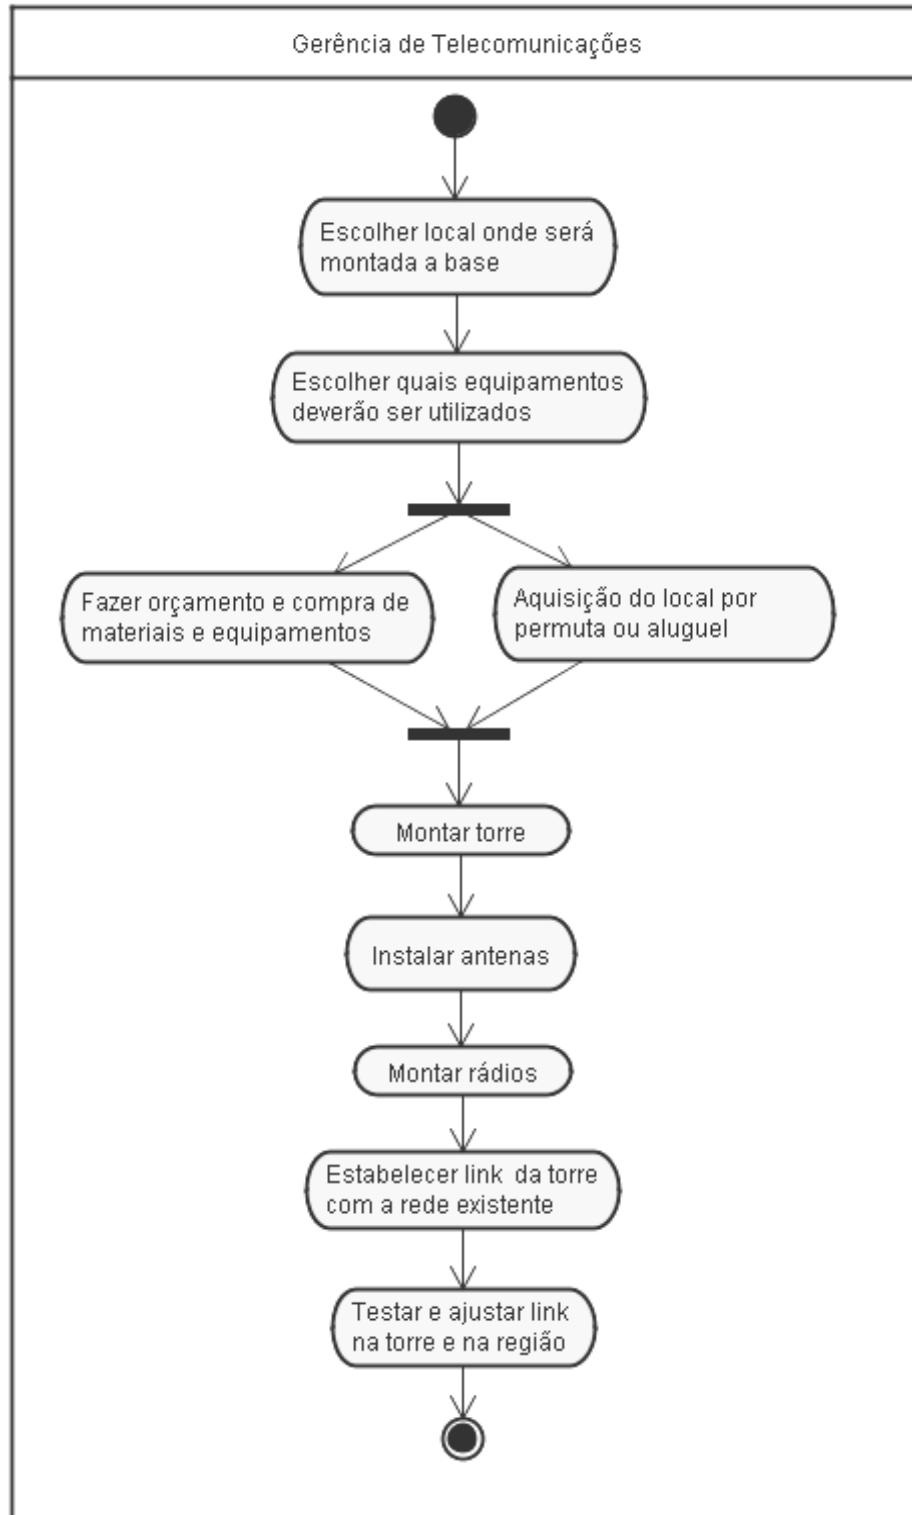 Gerência de Telecomunicações
Escolher local onde será
montada a base
Escolher quais equipamentos
deverão ser utilizados
Fazer orçamento e compra de
materiais e equipamentos
Aquisição do local por
permuta ou aluguel
Montar torre
Instalar antenas
Montar rádios
Estabelecer link da torre
com a rede existente
Testar e ajustar link
na torre e na região